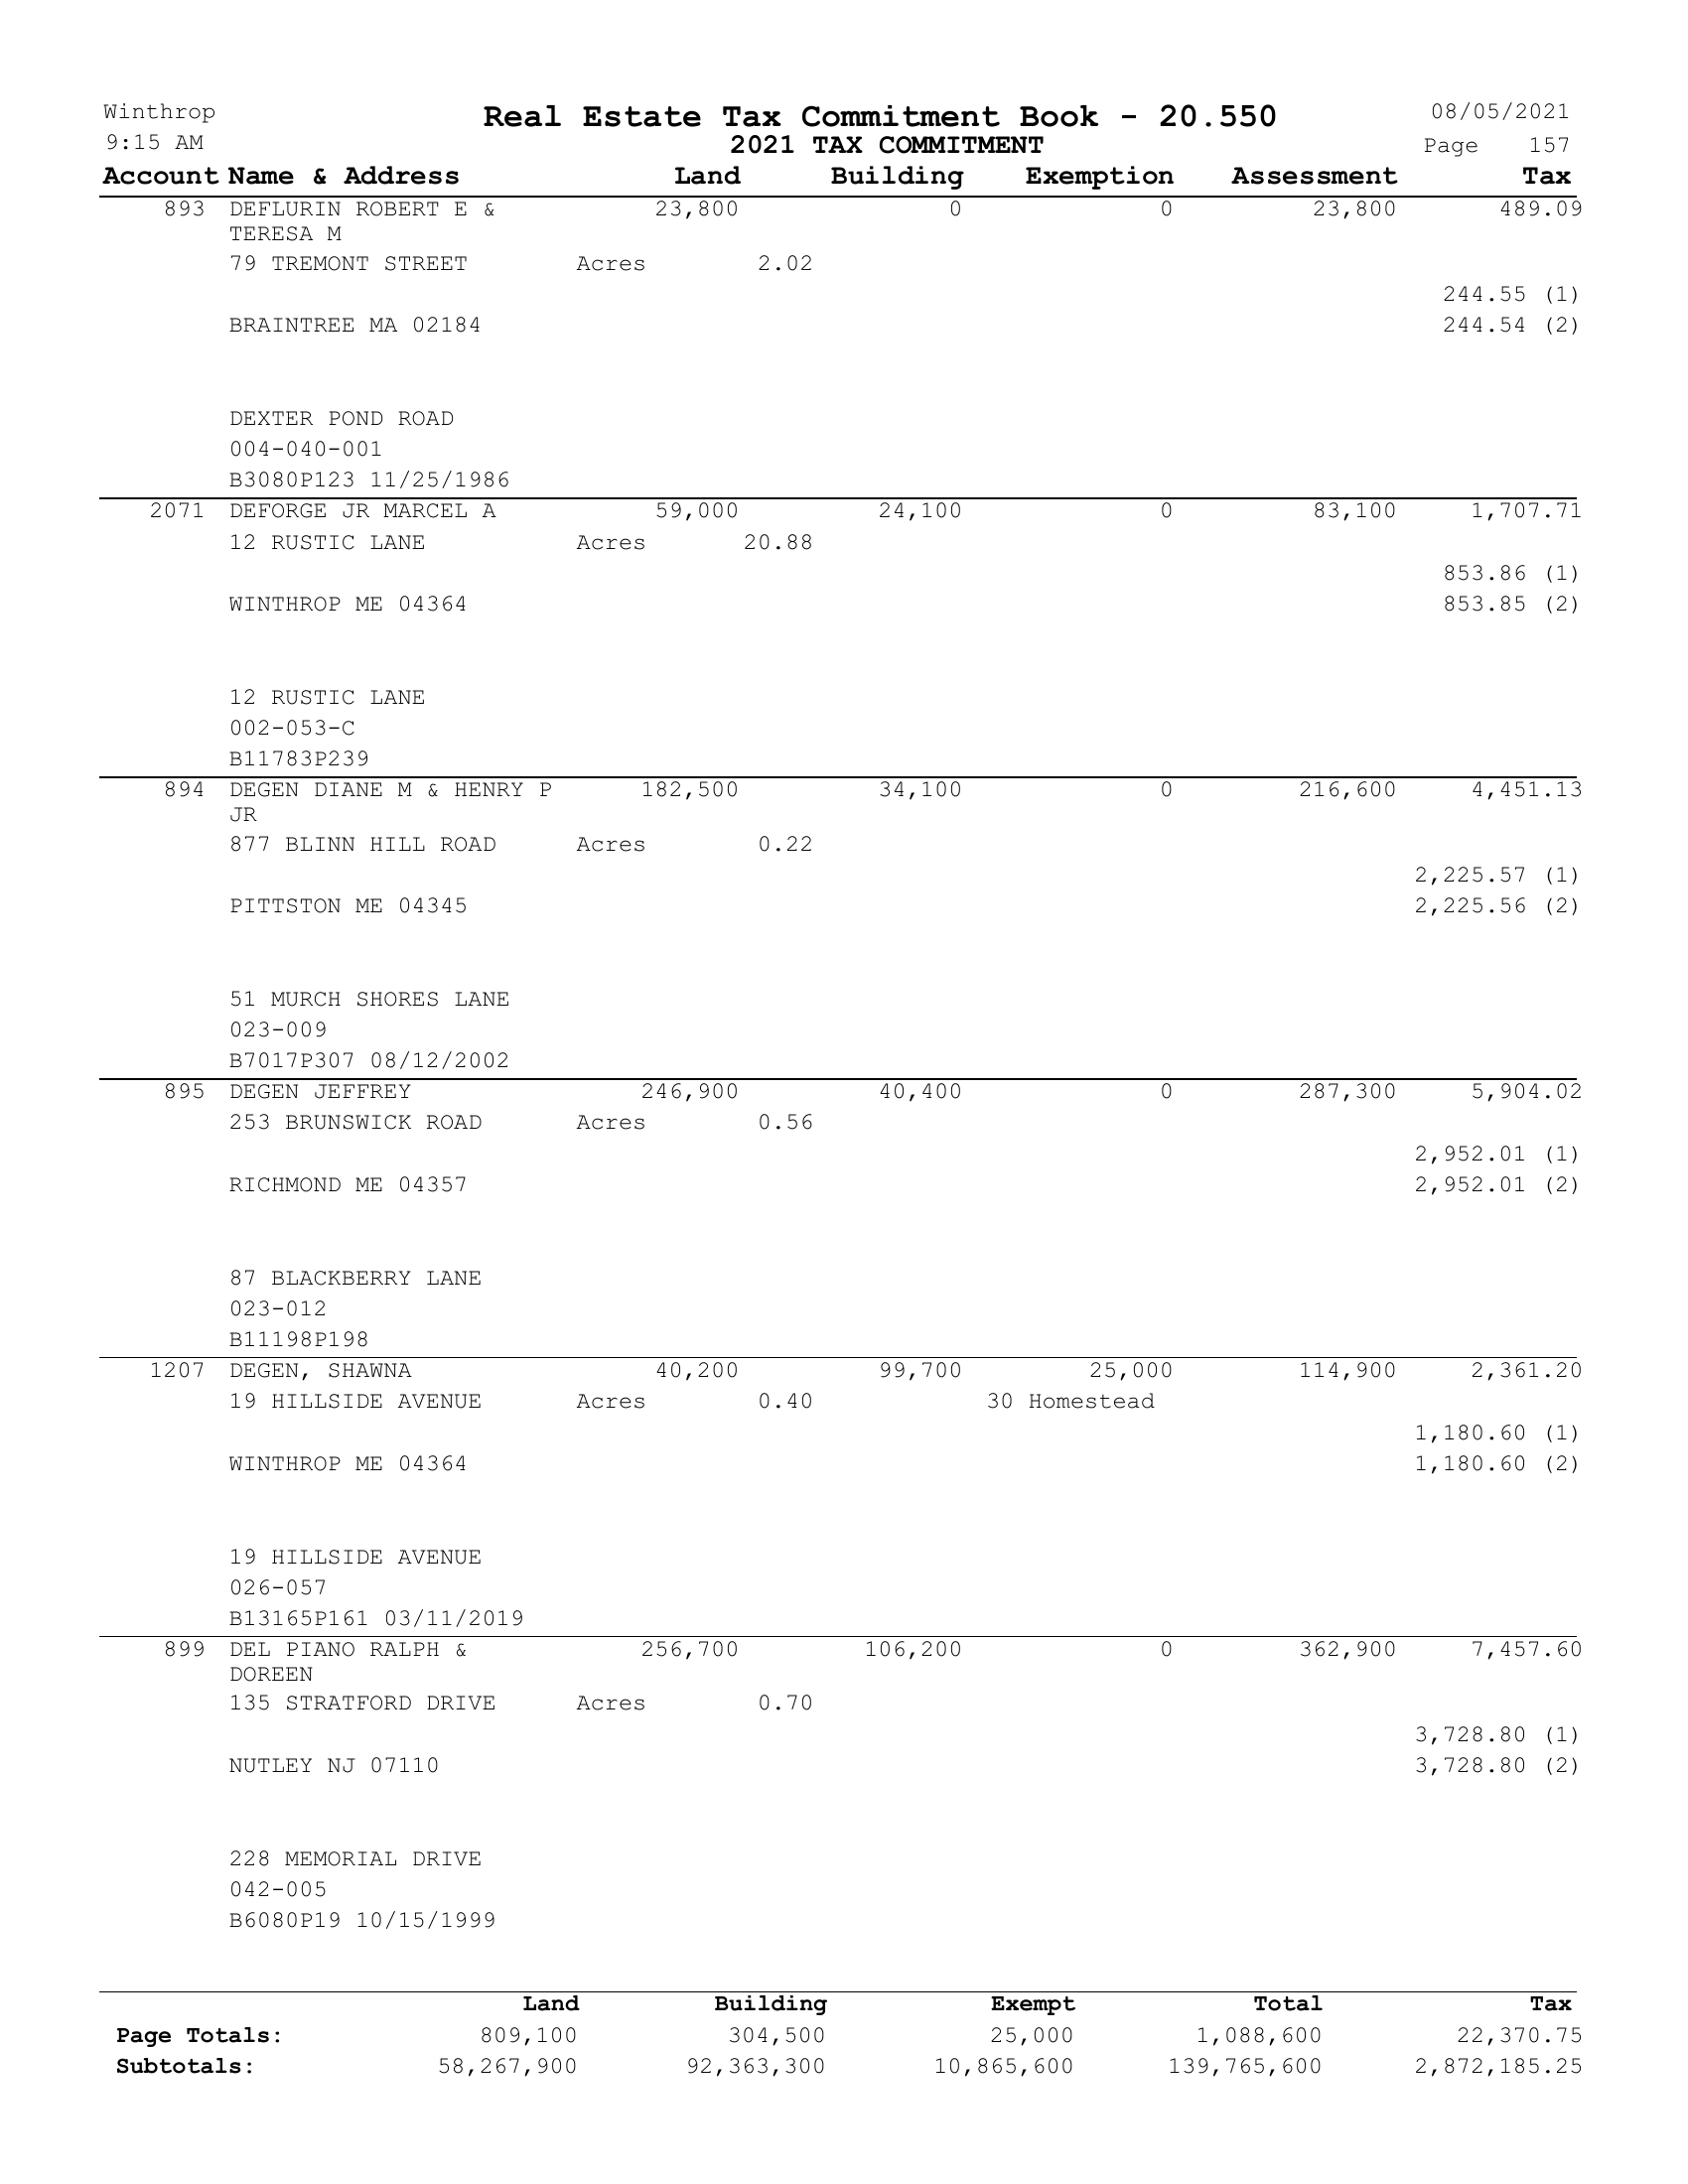 Winthrop Real Estate Tax Commitment Book - 20.550 08/05/2021
9:15 AM 2021 TAX COMMITMENT Page 157
Account Name & Address Land Building Exemption Assessment Tax
893 DEFLURIN ROBERT E & 23,800 0 0 23,800 489.09
TERESA M
79 TREMONT STREET Acres 2.02
244.55 (1)
BRAINTREE MA 02184 244.54 (2)
DEXTER POND ROAD
004-040-001
B3080P123 11/25/1986
2071 DEFORGE JR MARCEL A 59,000 24,100 0 83,100 1,707.71
12 RUSTIC LANE Acres 20.88
853.86 (1)
WINTHROP ME 04364 853.85 (2)
12 RUSTIC LANE
002-053-C
B11783P239
894 DEGEN DIANE M & HENRY P 182,500 34,100 0 216,600 4,451.13
JR
877 BLINN HILL ROAD Acres 0.22
2,225.57 (1)
PITTSTON ME 04345 2,225.56 (2)
51 MURCH SHORES LANE
023-009
B7017P307 08/12/2002
895 DEGEN JEFFREY 246,900 40,400 0 287,300 5,904.02
253 BRUNSWICK ROAD Acres 0.56
2,952.01 (1)
RICHMOND ME 04357 2,952.01 (2)
87 BLACKBERRY LANE
023-012
B11198P198
1207 DEGEN, SHAWNA 40,200 99,700 25,000 114,900 2,361.20
19 HILLSIDE AVENUE Acres 0.40 30 Homestead
1,180.60 (1)
WINTHROP ME 04364 1,180.60 (2)
19 HILLSIDE AVENUE
026-057
B13165P161 03/11/2019
899 DEL PIANO RALPH & 256,700 106,200 0 362,900 7,457.60
DOREEN
135 STRATFORD DRIVE Acres 0.70
3,728.80 (1)
NUTLEY NJ 07110 3,728.80 (2)
228 MEMORIAL DRIVE
042-005
B6080P19 10/15/1999
Land Building Exempt Total Tax
Page Totals: 809,100 304,500 25,000 1,088,600 22,370.75
Subtotals: 58,267,900 92,363,300 10,865,600 139,765,600 2,872,185.25